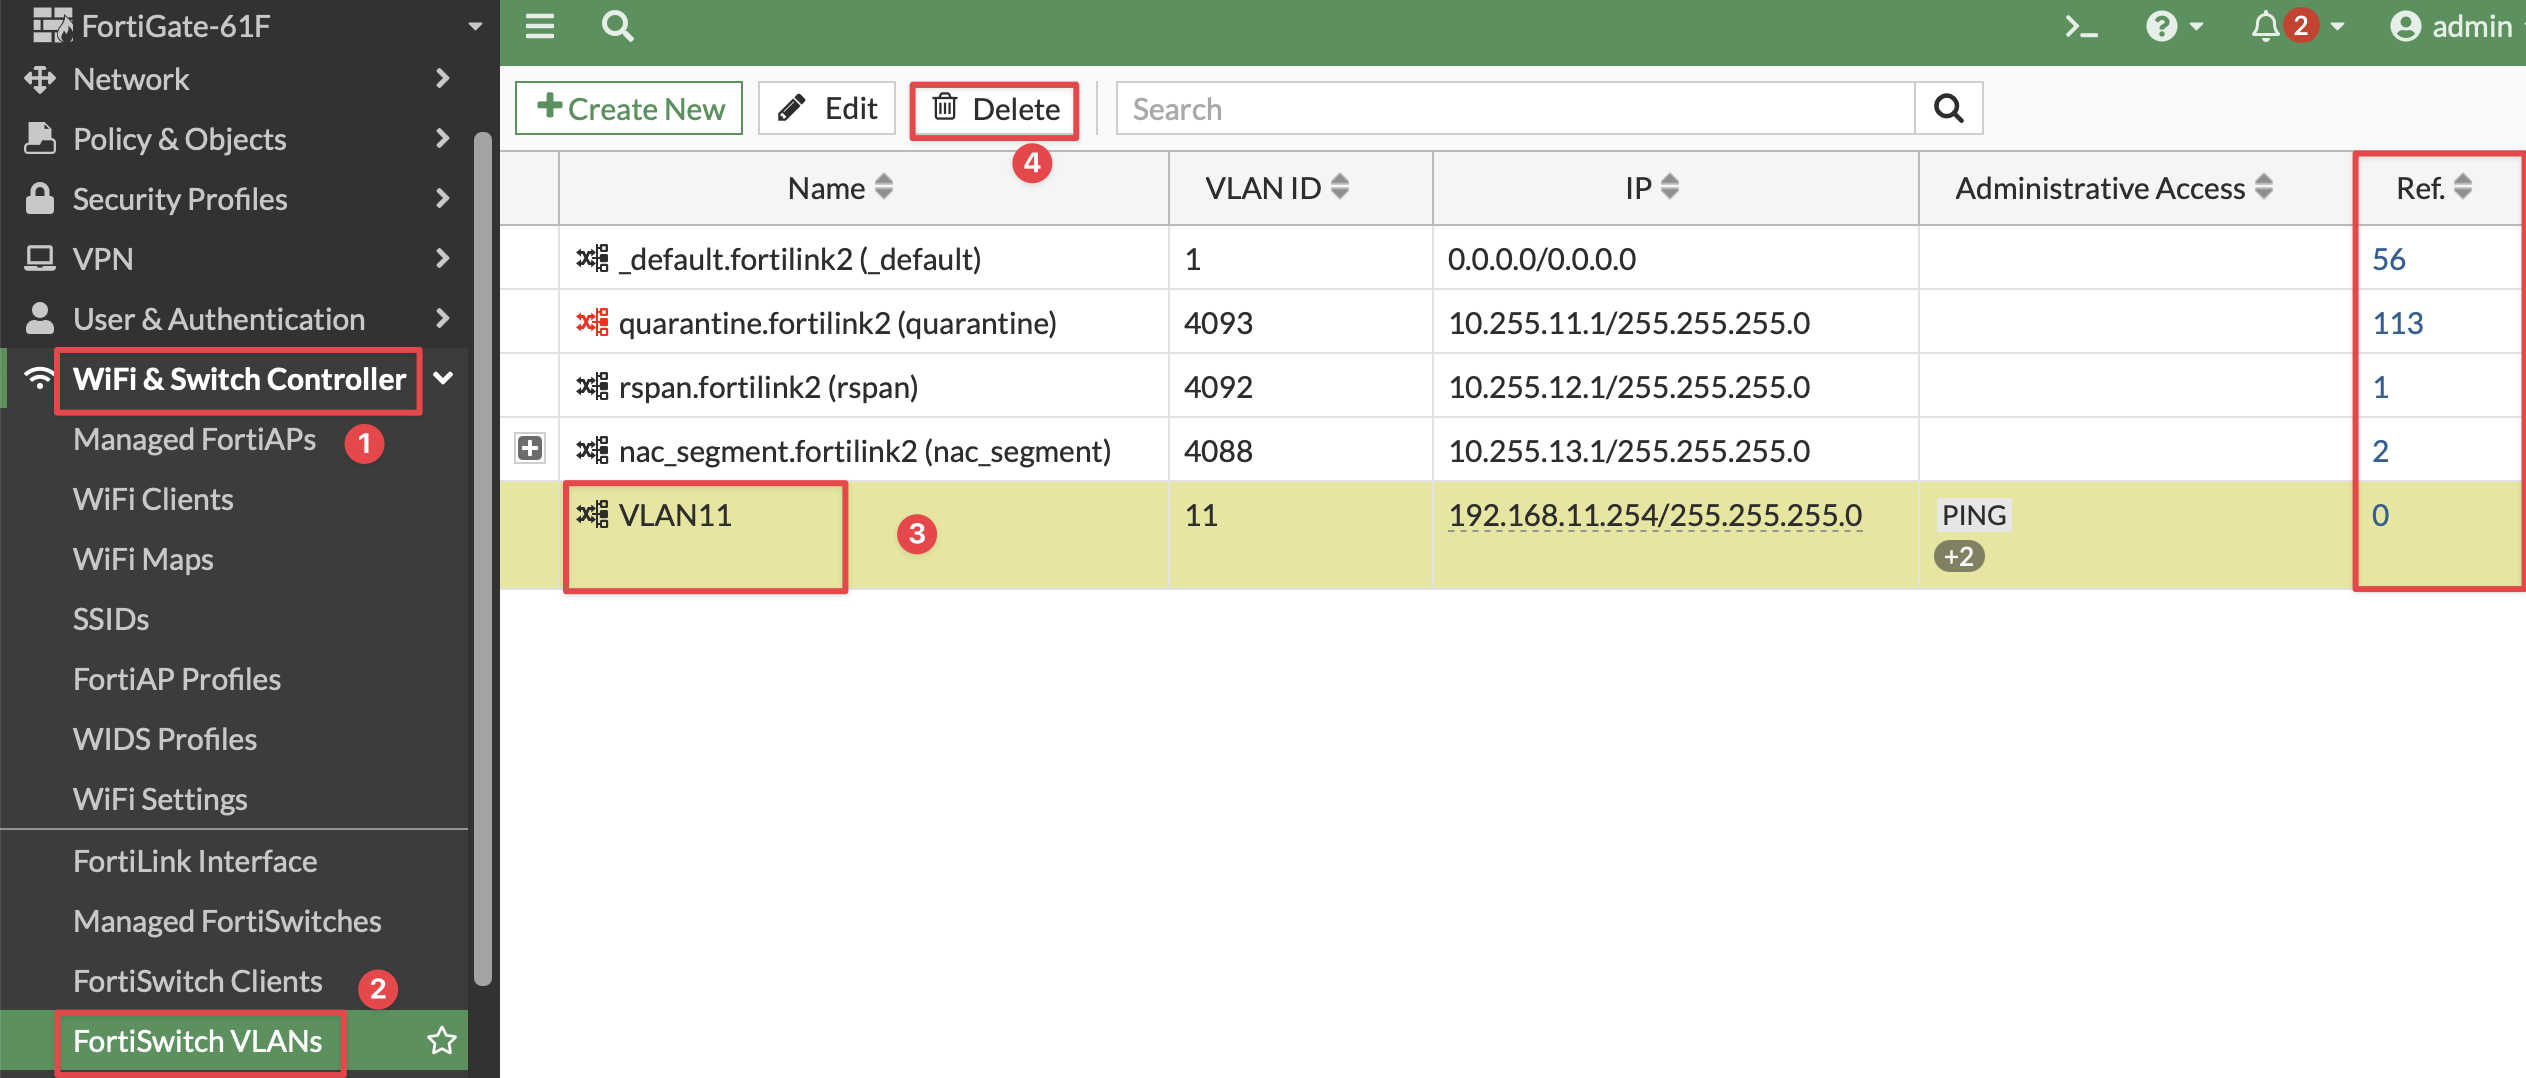 FortiGate-61F
Network
Policy & Objects
Security Profiles
VPN
User & Authentication
WiFi & Switch Controller
Managed FortiAPs 1
WiFi Clients
WiFi Maps
SSIDs
FortiAP Profiles
WIDS Profiles
WiFi Settings
FortiLink Interface
Managed FortiSwitches
FortiSwitch Clients 2
FortiSwitch VLANs
>_ ? 2 admin
+ Create New Edit Delete Search
4
Name VLAN ID IP Administrative Access Ref.
_default.fortilink2 (_default) 1 0.0.0.0/0.0.0.0 56
quarantine.fortilink2 (quarantine) 4093 10.255.11.1/255.255.255.0 113
rspan.fortilink2 (rspan) 4092 10.255.12.1/255.255.255.0 1
nac_segment.fortilink2 (nac_segment) 4088 10.255.13.1/255.255.255.0 2
VLAN11 3 11 192.168.11.254/255.255.255.0 PING 0
+2